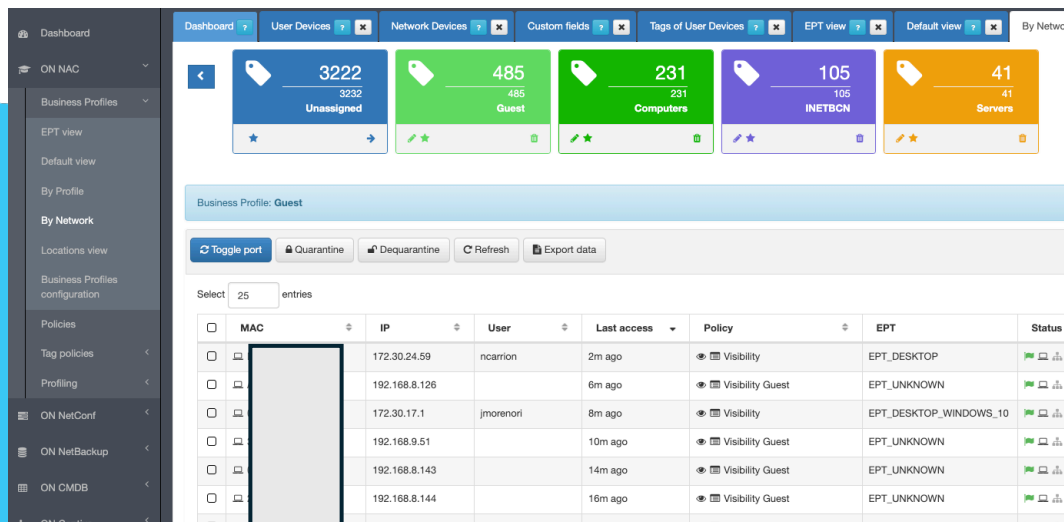 Dashboard ?
User Devices ? x
Network Devices ? x
Custom fields ? x
Tags of User Devices ? x
EPT view ? x
Default view ? x
By Netwo
Dashboard
ON NAC
Business Profiles
EPT view
Default view
By Profile
By Network
Locations view
Business Profiles
configuration
Policies
Tag policies
Profiling
ON NetConf
ON NetBackup
ON CMDB
3222
3232
Unassigned
485
485
Guest
231
231
Computers
105
105
INETBCN
41
41
Servers
Business Profile: Guest
Toggle port Quarantine Dequarantine Refresh Export data
Select 25 entries
MAC IP User Last access Policy EPT Status
172.30.24.59 ncarrion 2m ago Visibility EPT_DESKTOP
192.168.8.126 6m ago Visibility Guest EPT_UNKNOWN
172.30.17.1 jmorenori 8m ago Visibility EPT_DESKTOP_WINDOWS_10
192.168.9.51 10m ago Visibility Guest EPT_UNKNOWN
192.168.8.143 14m ago Visibility Guest EPT_UNKNOWN
192.168.8.144 16m ago Visibility Guest EPT_UNKNOWN